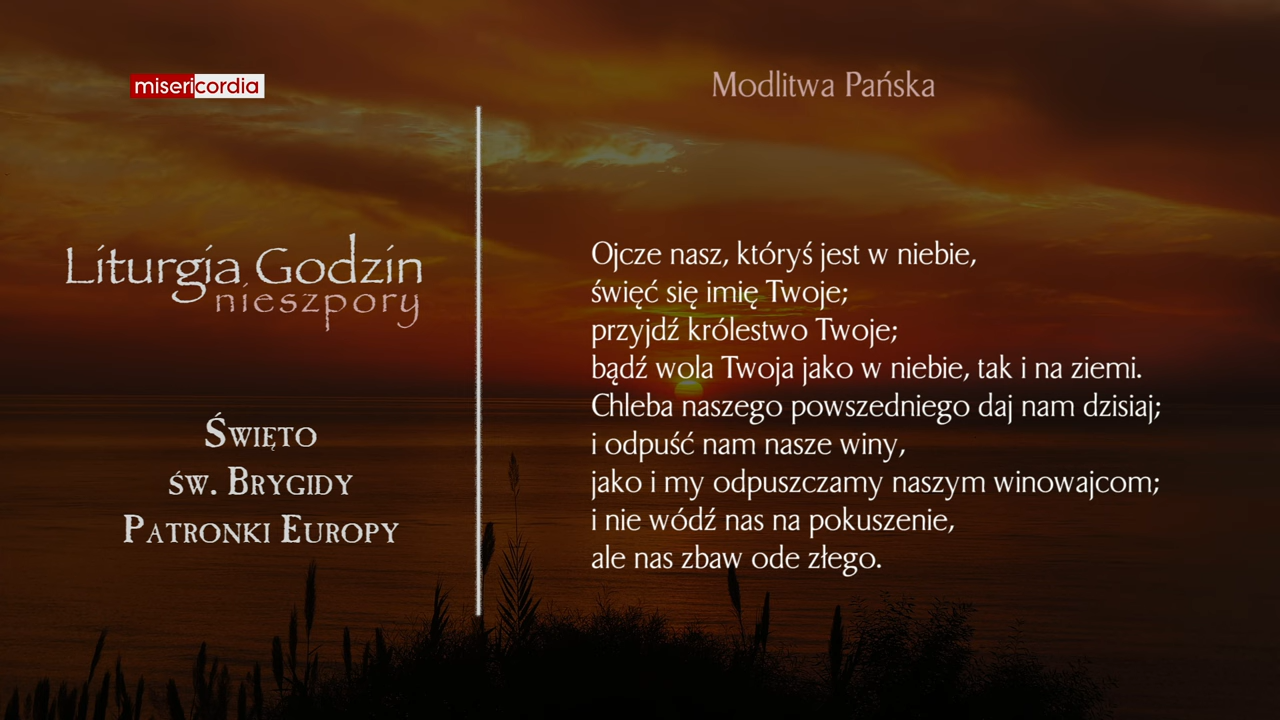 misericordia
Liturgia Godzin
nieszpory
Święto
św. Brygidy
Patronki Europy
Modlitwa Pańska
Ojcze nasz, któryś jest w niebie,
święć się imię Twoje;
przyjdź królestwo Twoje;
bądź wola Twoja jako w niebie, tak i na ziemi.
Chleba naszego powszedniego daj nam dzisiaj;
i odpuść nam nasze winy,
jako i my odpuszczamy naszym winowajcom;
i nie wódź nas na pokuszenie,
ale nas zbaw ode złego.